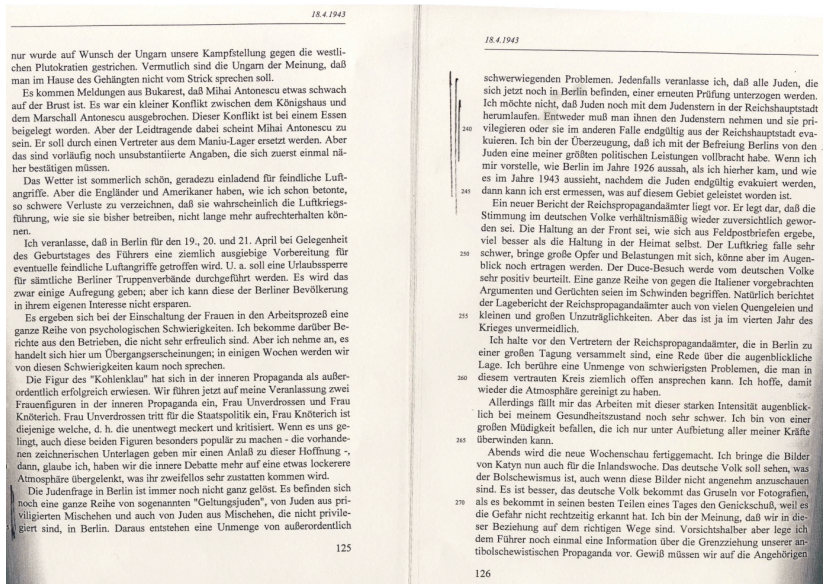 18.4.1943
nur wurde auf Wunsch der Ungarn unsere Kampfstellung gegen die westli-
chen Plutokratien gestrichen. Vermutlich sind die Ungarn der Meinung, daß
man im Hause des Gehängten nicht vom Strick sprechen soll.
Es kommen Meldungen aus Bukarest, daß Mihai Antonescu etwas schwach
auf der Brust ist. Es war ein kleiner Konflikt zwischen dem Königshaus und
dem Marschall Antonescu ausgebrochen. Dieser Konflikt ist bei einem Essen
beigelegt worden. Aber der Leidtragende dabei scheint Mihai Antonescu zu
sein. Er soll durch einen Vertreter aus dem Maniu-Lager ersetzt werden. Aber
das sind vorläufig noch unsubstantiierte Angaben, die sich zuerst einmal nä-
her bestätigen müssen.
Das Wetter ist sommerlich schön, geradezu einladend für feindliche Luft-
angriffe. Aber die Engländer und Amerikaner haben, wie ich schon betonte,
so schwere Verluste zu verzeichnen, daß sie wahrscheinlich die Luftkriegs-
führung, wie sie sie bisher betreiben, nicht lange mehr aufrechterhalten kön-
nen.
Ich veranlasse, daß in Berlin für den 19., 20. und 21. April bei Gelegenheit
des Geburtstages des Führers eine ziemlich ausgiebige Vorbereitung für
eventuelle feindliche Luftangriffe getroffen wird. U. a. soll eine Urlaubssperre
für sämtliche Berliner Truppenverbände durchgeführt werden. Es wird das
zwar einige Aufregung geben; aber ich kann diese der Berliner Bevölkerung
in ihrem eigenen Interesse nicht ersparen.
Es ergeben sich bei der Einschaltung der Frauen in den Arbeitsprozeß eine
ganze Reihe von psychologischen Schwierigkeiten. Ich bekomme darüber Be-
richte aus den Betrieben, die nicht sehr erfreulich sind. Aber ich nehme an, es
handelt sich hier um Übergangserscheinungen; in einigen Wochen werden wir
von diesen Schwierigkeiten kaum noch sprechen.
Die Figur des "Kohlenklau" hat sich in der inneren Propaganda als außer-
ordentlich erfolgreich erwiesen. Wir führen jetzt auf meine Veranlassung zwei
Frauenfiguren in der inneren Propaganda ein, Frau Unverdrossen und Frau
Knöterich. Frau Unverdrossen tritt für die Staatspolitik ein, Frau Knöterich ist
diejenige welche, d. h. die unentwegt meckert und kritisiert. Wenn es uns ge-
lingt, auch diese beiden Figuren besonders populär zu machen - die vorhande-
nen zeichnerischen Unterlagen geben mir einen Anlaß zu dieser Hoffnung -,
dann, glaube ich, haben wir die innere Debatte mehr auf eine etwas lockerere
Atmosphäre übergelenkt, was ihr zweifellos sehr zustatten kommen wird.
Die Judenfrage in Berlin ist immer noch nicht ganz gelöst. Es befinden sich
noch eine ganze Reihe von sogenannten "Geltungsjuden", von Juden aus pri-
viligierten Mischehen und auch von Juden aus Mischehen, die nicht privile-
giert sind, in Berlin. Daraus entstehen eine Unmenge von außerordentlich
125
18.4.1943
schwerwiegenden Problemen. Jedenfalls veranlasse ich, daß alle Juden, die
sich jetzt noch in Berlin befinden, einer erneuten Prüfung unterzogen werden.
Ich möchte nicht, daß Juden noch mit dem Judenstern in der Reichshauptstadt
herumlaufen. Entweder muß man ihnen den Judenstern nehmen und sie pri-
240 vilegieren oder sie im anderen Falle endgültig aus der Reichshauptstadt eva-
kuieren. Ich bin der Überzeugung, daß ich mit der Befreiung Berlins von den
Juden eine meiner größten politischen Leistungen vollbracht habe. Wenn ich
mir vorstelle, wie Berlin im Jahre 1926 aussah, als ich hierher kam, und wie
es im Jahre 1943 aussieht, nachdem die Juden endgültig evakuiert werden,
245 dann kann ich erst ermessen, was auf diesem Gebiet geleistet worden ist.
Ein neuer Bericht der Reichspropagandaämter liegt vor. Er legt dar, daß die
Stimmung im deutschen Volke verhältnismäßig wieder zuversichtlich gewor-
den sei. Die Haltung an der Front sei, wie sich aus Feldpostbriefen ergebe,
viel besser als die Haltung in der Heimat selbst. Der Luftkrieg falle sehr
250 schwer, bringe große Opfer und Belastungen mit sich, könne aber im Augen-
blick noch ertragen werden. Der Duce-Besuch werde vom deutschen Volke
sehr positiv beurteilt. Eine ganze Reihe von gegen die Italiener vorgebrachten
Argumenten und Gerüchten seien im Schwinden begriffen. Natürlich berichtet
der Lagebericht der Reichspropagandaämter auch von vielen Quengeleien und
255 kleinen und großen Unzuträglichkeiten. Aber das ist ja im vierten Jahr des
Krieges unvermeidlich.
Ich halte vor den Vertretern der Reichspropagandaämter, die in Berlin zu
einer großen Tagung versammelt sind, eine Rede über die augenblickliche
Lage. Ich berühre eine Unmenge von schwierigsten Problemen, die man in
260 diesem vertrauten Kreis ziemlich offen ansprechen kann. Ich hoffe, damit
wieder die Atmosphäre gereinigt zu haben.
Allerdings fällt mir das Arbeiten mit dieser starken Intensität augenblick-
lich bei meinem Gesundheitszustand noch sehr schwer. Ich bin von einer
großen Müdigkeit befallen, die ich nur unter Aufbietung aller meiner Kräfte
265 überwinden kann.
Abends wird die neue Wochenschau fertiggemacht. Ich bringe die Bilder
von Katyn nun auch für die Inlandswoche. Das deutsche Volk soll sehen, was
der Bolschewismus ist, auch wenn diese Bilder nicht angenehm anzuschauen
sind. Es ist besser, das deutsche Volk bekommt das Gruseln vor Fotografien,
270 als es bekommt in seinen besten Teilen eines Tages den Genickschuß, weil es
die Gefahr nicht rechtzeitig erkannt hat. Ich bin der Meinung, daß wir in die-
ser Beziehung auf dem richtigen Wege sind. Vorsichtshalber aber lege ich
dem Führer noch einmal eine Information über die Grenzziehung unserer an-
tibolschewistischen Propaganda vor. Gewiß müssen wir auf die Angehörigen
126